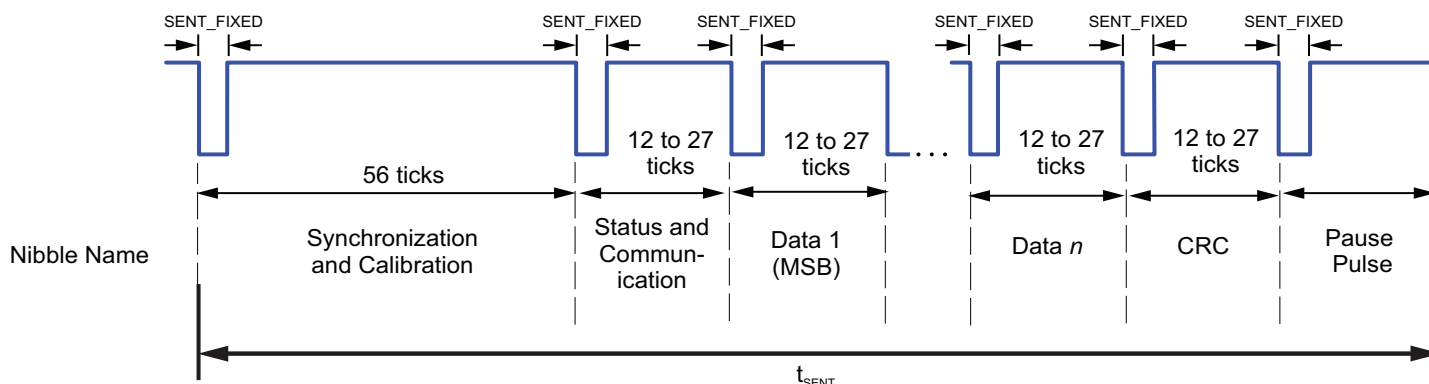 SENT_FIXED SENT_FIXED SENT_FIXED SENT_FIXED SENT_FIXED SENT_FIXED
56 ticks
12 to 27
ticks
12 to 27
ticks
...
12 to 27
ticks
12 to 27
ticks
Nibble Name
Synchronization
and Calibration
Status and
Commun-
ication
Data 1
(MSB)
Data n
CRC
Pause
Pulse
tSENT